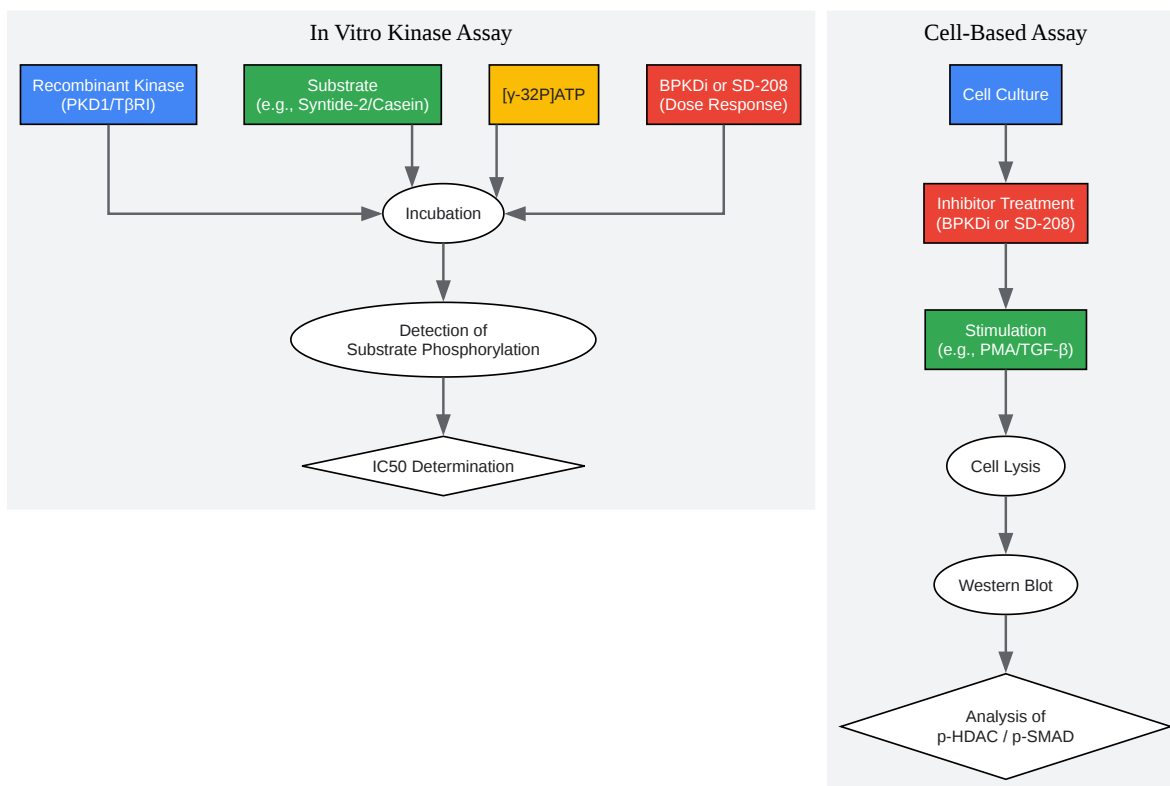 In Vitro Kinase Assay
Recombinant Kinase
(PKD1/TβRI)
Substrate
(e.g., Syntide-2/Casein)
[γ-32P]ATP
BPKDi or SD-208
(Dose Response)
Incubation
Detection of
Substrate Phosphorylation
IC50 Determination
Cell-Based Assay
Cell Culture
Inhibitor Treatment
(BPKDi or SD-208)
Stimulation
(e.g., PMA/TGF-β)
Cell Lysis
Western Blot
Analysis of
p-HDAC / p-SMAD